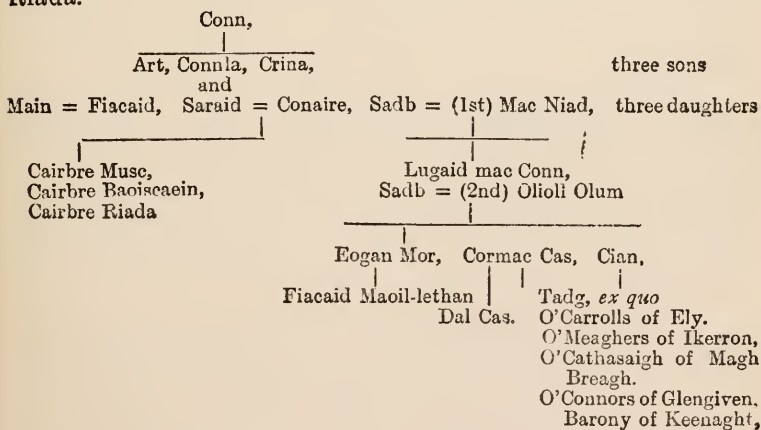 Riada.
Conn,
Art, Connla, Crina, three sons
and
Main = Fiacaid, Saraid = Conaire, Sadb = (1st) Mac Niad, three daughters
Cairbre Musc, Lugaid mac Conn,
Cairbre Baoiscaein, Sadb = (2nd) Olioll Olum
Cairbre Riada
Eogan Mor, Cormac Cas, Cian,
Fiacaid Maoil-lethan Tadg, ex quo
Dal Cas. O'Carrolls of Ely.
O'Meaghers of Ikerron,
O'Cathasaigh of Magh
Breagh.
O'Connors of Glengiven.
Barony of Keenaght,